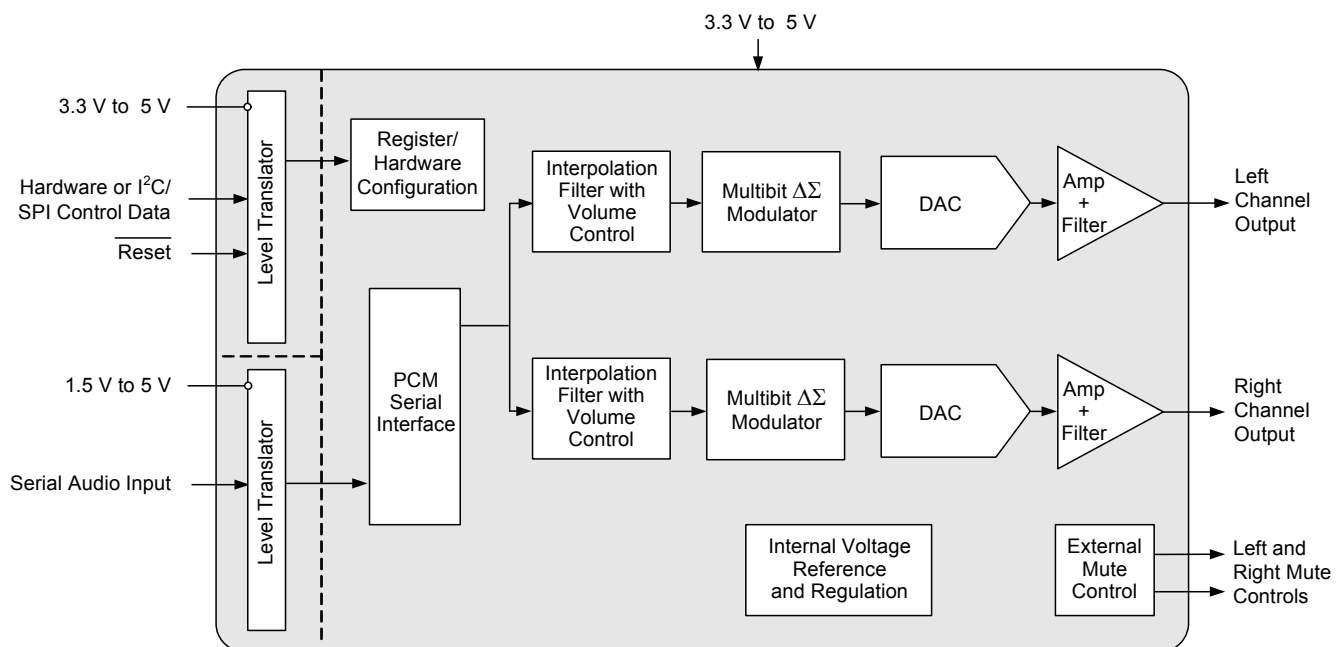 3.3 V to 5 V
3.3 V to 5 V
Hardware or I²C/
SPI Control Data
Reset
Level Translator
Register/
Hardware
Configuration
Interpolation
Filter with
Volume
Control
Multibit ΔΣ
Modulator
DAC
Amp
+
Filter
Left
Channel
Output
1.5 V to 5 V
Serial Audio Input
Level Translator
PCM
Serial
Interface
Interpolation
Filter with
Volume
Control
Multibit ΔΣ
Modulator
DAC
Amp
+
Filter
Right
Channel
Output
Internal Voltage
Reference
and Regulation
External
Mute
Control
Left and
Right Mute
Controls